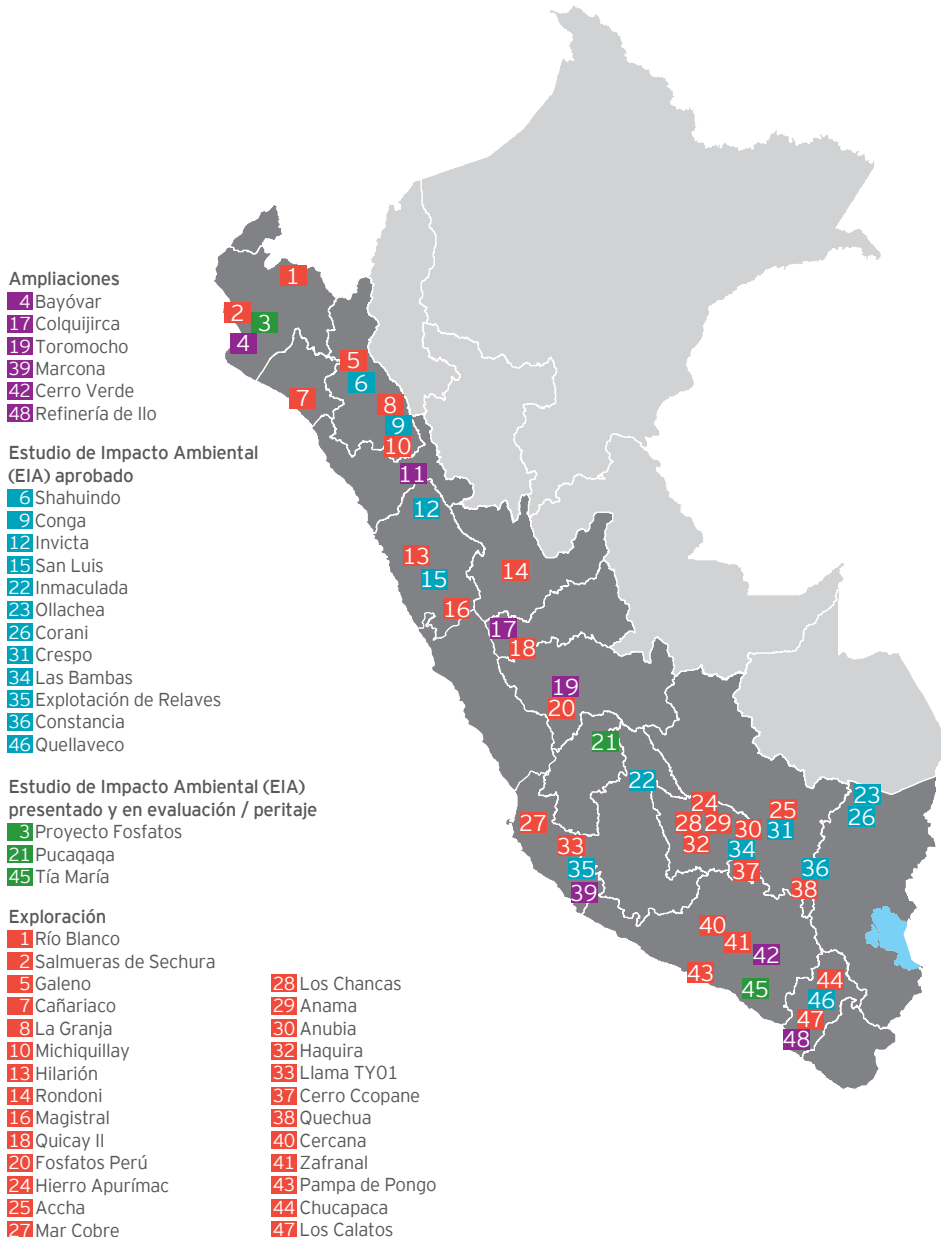 Ampliaciones
4 Bayóvar
17 Colquijirca
19 Toromocho
39 Marcona
42 Cerro Verde
48 Refinería de Ilo
Estudio de Impacto Ambiental
(EIA) aprobado
6 Shahuindo
9 Conga
12 Invicta
15 San Luis
22 Inmaculada
23 Ollachea
26 Corani
31 Crespo
34 Las Bambas
35 Explotación de Relaves
36 Constancia
46 Quellaveco
Estudio de Impacto Ambiental (EIA)
presentado y en evaluación / peritaje
3 Proyecto Fosfatos
21 Pucaqaqa
45 Tía María
Exploración
1 Río Blanco
2 Salmueras de Sechura
5 Galeno
7 Cañariaco
8 La Granja
10 Michiquillay
13 Hilarión
14 Rondoni
16 Magistral
18 Quicay II
20 Fosfatos Perú
24 Hierro Apurímac
25 Accha
27 Mar Cobre
28 Los Chancas
29 Anama
30 Anubia
32 Haquira
33 Llama TY01
37 Cerro Ccopane
38 Quechua
40 Cercana
41 Zafranal
43 Pampa de Pongo
44 Chucapaca
47 Los Calatos
1
2
3
4
5
6
7
8
9
10
11
12
13
14
15
16
17
18
19
20
21
22
23
24
25
26
27
28
29
30
31
32
33
34
35
36
37
38
39
40
41
42
43
44
45
46
47
48